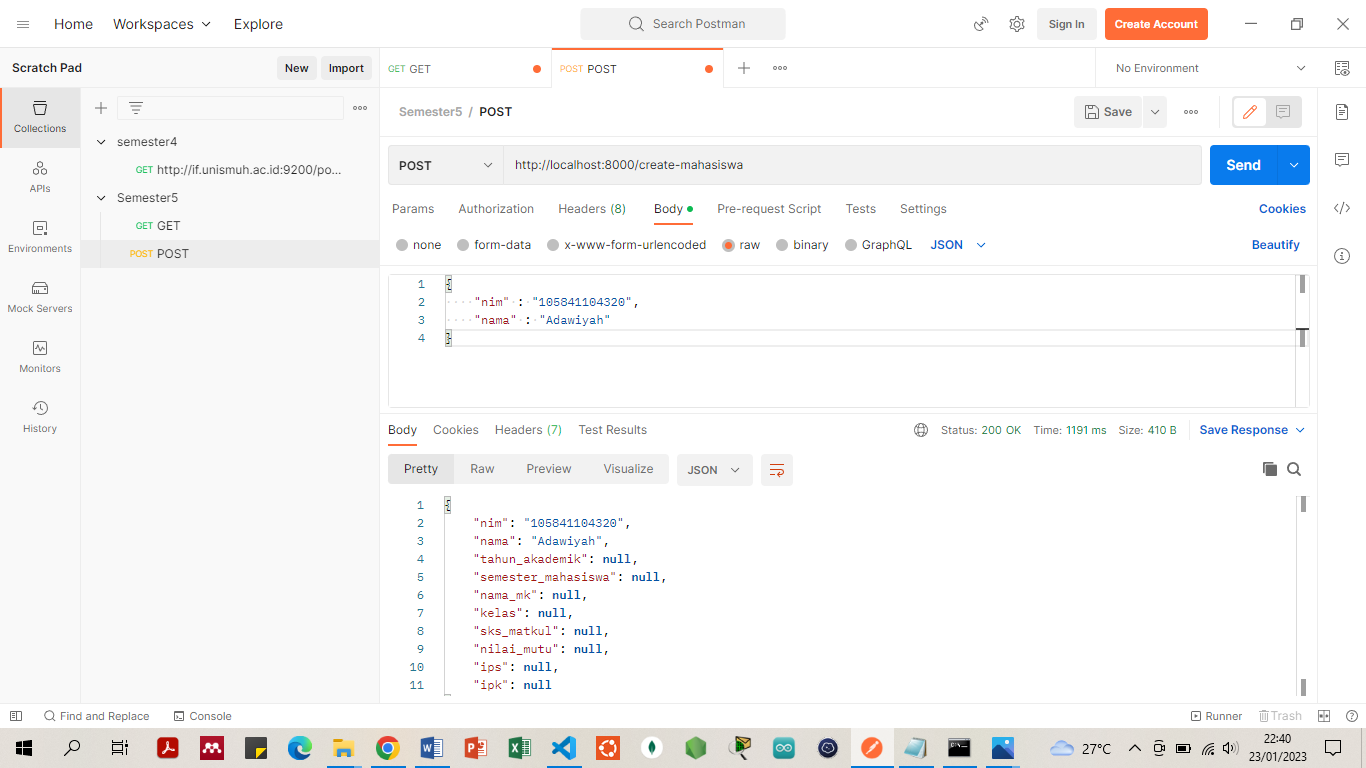 Home Workspaces Explore Search Postman Sign In Create Account
Scratch Pad New Import GET GET POST POST No Environment
Collections
APIs
Environments
Mock Servers
Monitors
History
semester4
GET http://if.unismuh.ac.id:9200/po...
Semester5
GET GET
POST POST
Semester5 / POST Save
POST http://localhost:8000/create-mahasiswa Send
Params Authorization Headers (8) Body Pre-request Script Tests Settings Cookies
none form-data x-www-form-urlencoded raw binary GraphQL JSON Beautify
1 {
2 "nim" : "105841104320",
3 "nama" : "Adawiyah"
4 }
Body Cookies Headers (7) Test Results Status: 200 OK Time: 1191 ms Size: 410 B Save Response
Pretty Raw Preview Visualize JSON
1 {
2 "nim": "105841104320",
3 "nama": "Adawiyah",
4 "tahun_akademik": null,
5 "semester_mahasiswa": null,
6 "nama_mk": null,
7 "kelas": null,
8 "sks_matkul": null,
9 "nilai_mutu": null,
10 "ips": null,
11 "ipk": null
Find and Replace Console Runner Trash
27°C 22:40
23/01/2023